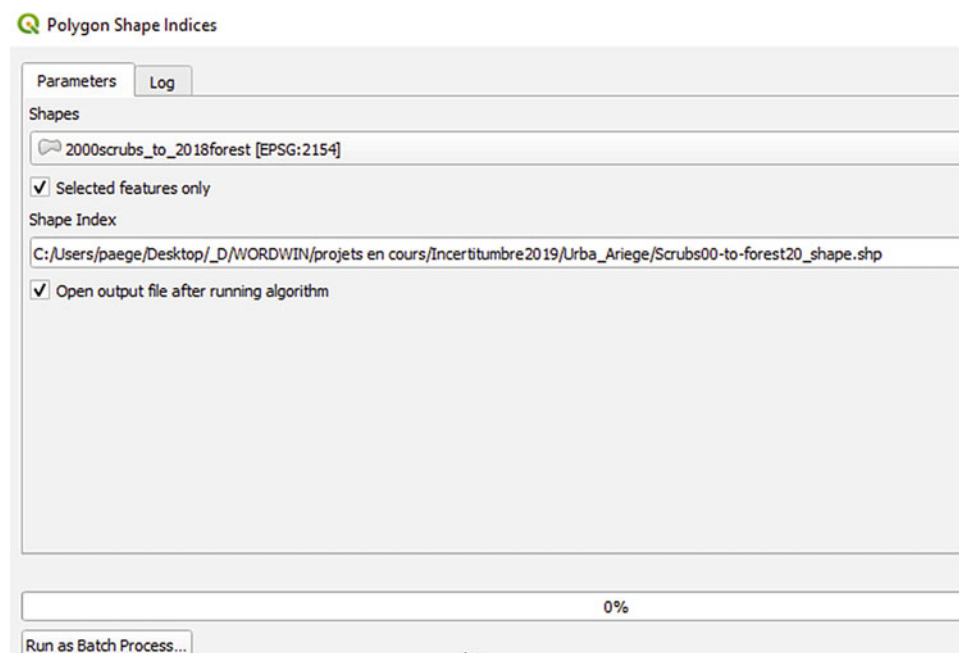 Polygon Shape Indices
Parameters Log
Shapes
2000scrubs_to_2018forest [EPSG:2154]
Selected features only
Shape Index
C:/Users/paege/Desktop/_D/WORDWIN/projets en cours/Incertitumbre2019/Urba_Ariege/Scrubs00-to-forest20_shape.shp
Open output file after running algorithm
0%
Run as Batch Process...